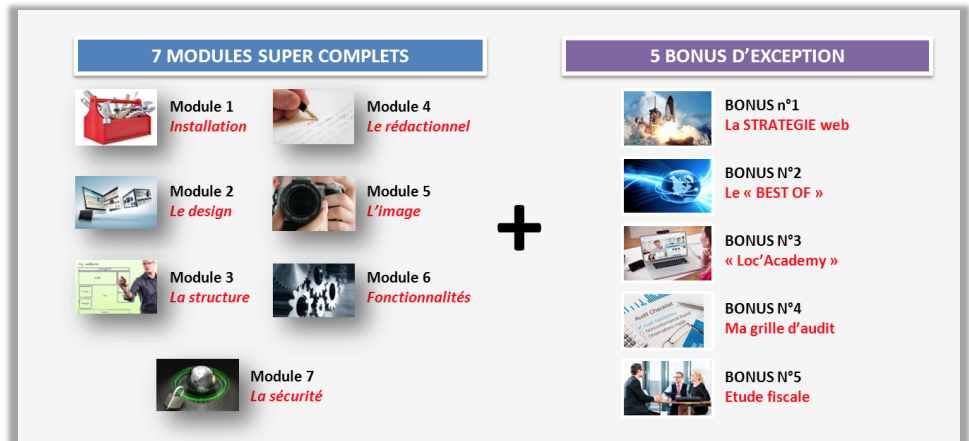 7 MODULES SUPER COMPLETS
Module 1
Installation
Module 2
Le design
Module 3
La structure
Module 4
Le rédactionnel
Module 5
L'image
Module 6
Fonctionnalités
Module 7
La sécurité
+
5 BONUS D'EXCEPTION
BONUS n°1
La STRATEGIE web
BONUS N°2
Le « BEST OF »
BONUS N°3
« Loc'Academy »
BONUS N°4
Ma grille d'audit
Audit Checklist
BONUS N°5
Etude fiscale